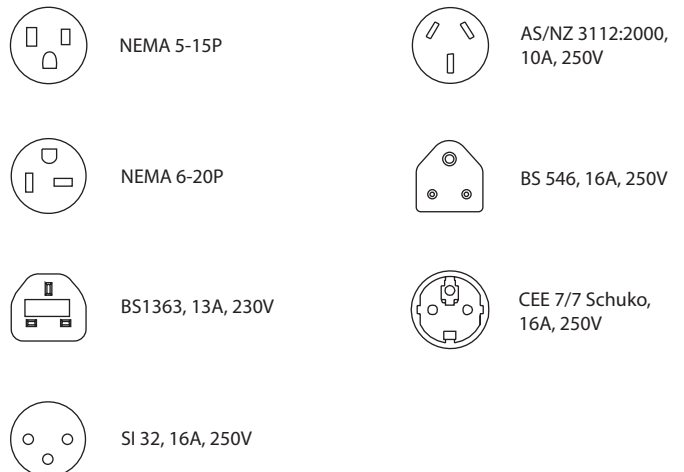 NEMA 5-15P
NEMA 6-20P
BS1363, 13A, 230V
SI 32, 16A, 250V
AS/NZ 3112:2000,
10A, 250V
BS 546, 16A, 250V
CEE 7/7 Schuko,
16A, 250V